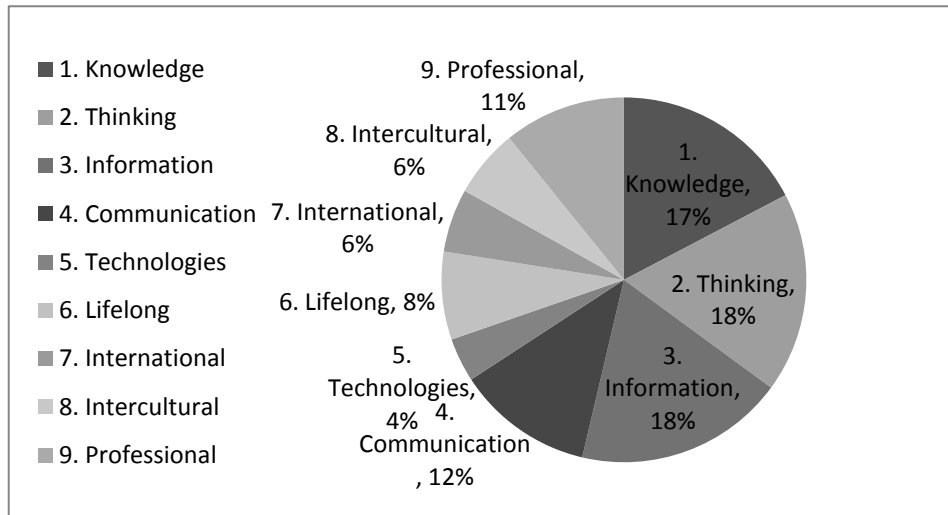 1. Knowledge
2. Thinking
3. Information
4. Communication
5. Technologies
6. Lifelong
7. International
8. Intercultural
9. Professional
9. Professional,
11%
8. Intercultural,
6%
7. International,
6%
6. Lifelong, 8%
5.
Technologies,
4%
4.
Communication
, 12%
1.
Knowledge,
17%
2. Thinking,
18%
3.
Information,
18%